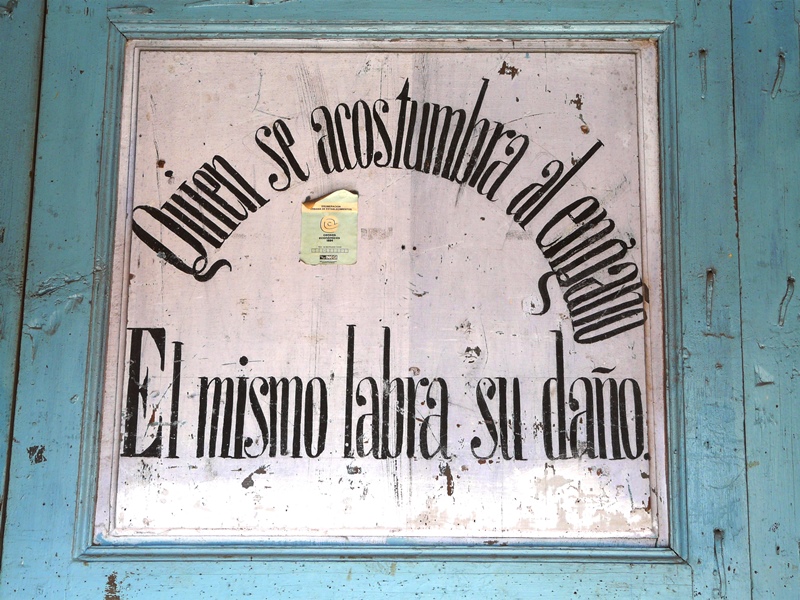 Quien se acostumbra al engaño
El mismo labra su daño.